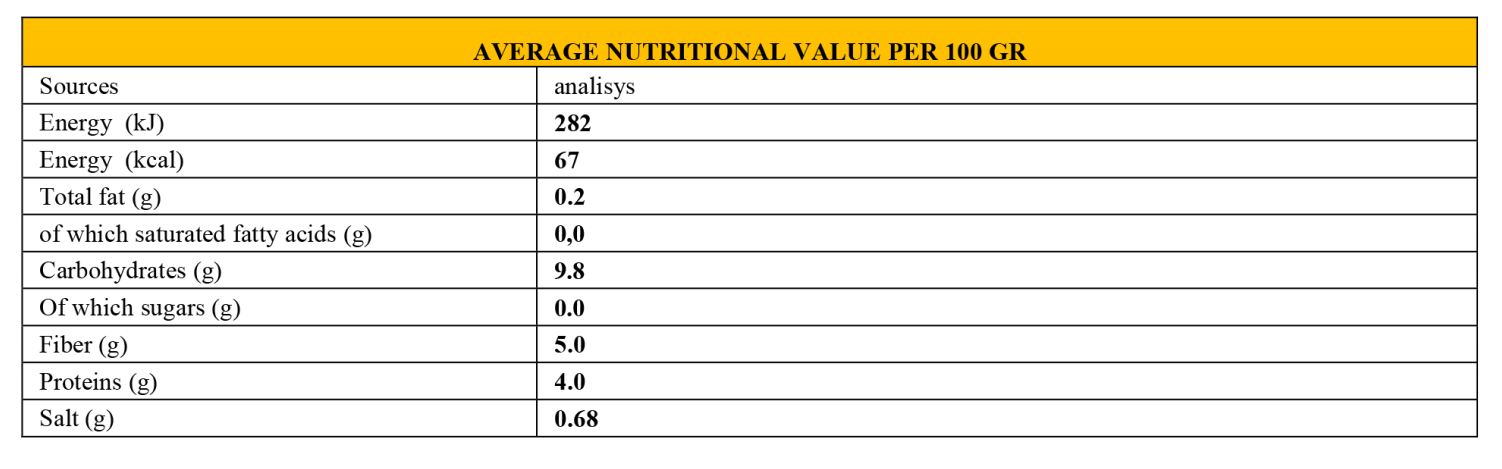 AVERAGE NUTRITIONAL VALUE PER 100 GR
Sources analisys
Energy (kJ) 282
Energy (kcal) 67
Total fat (g) 0.2
of which saturated fatty acids (g) 0,0
Carbohydrates (g) 9.8
Of which sugars (g) 0.0
Fiber (g) 5.0
Proteins (g) 4.0
Salt (g) 0.68